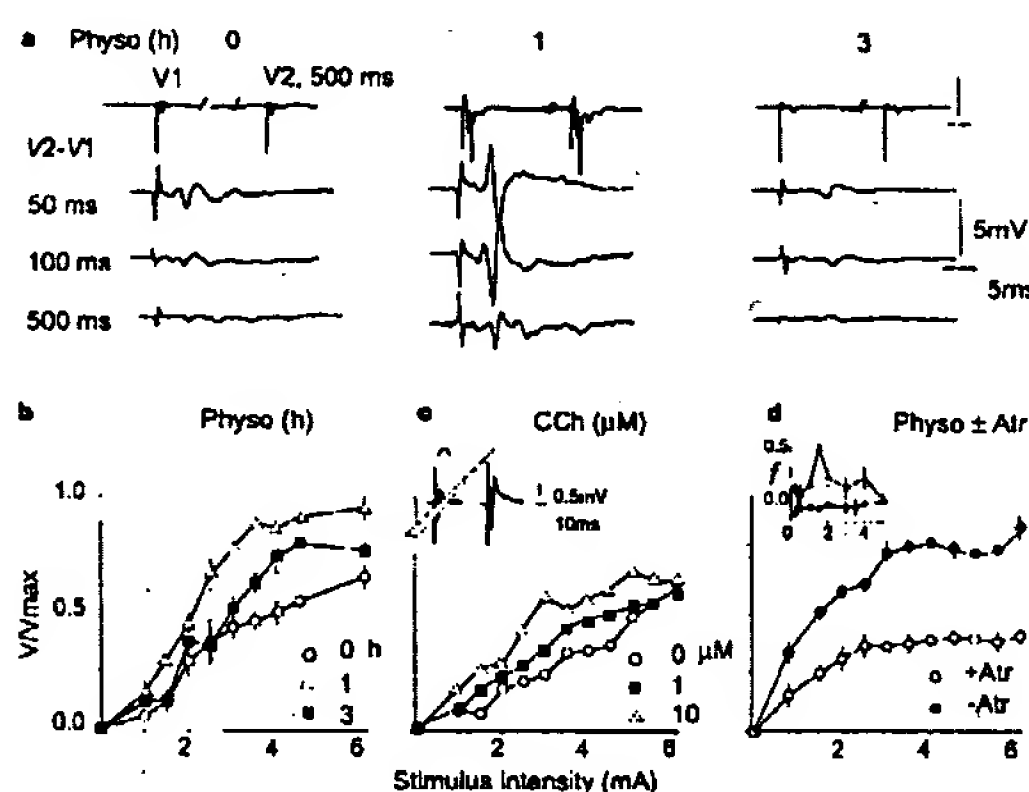 a Physo (h) 0 1 3
V1 V2, 500 ms
V2-V1
50 ms
100 ms
500 ms
5mV
5ms
b Physo (h)
V/Vmax
1.0
0.5
0.0
2 4 6
0 h
1
3
c CCh (µM)
0.5mV
10ms
2 4 6
0 µM
1
10
d Physo ± Atr
0.5
f
0.0
0 2 4
+Atr
-Atr
2 4 6
Stimulus Intensity (mA)